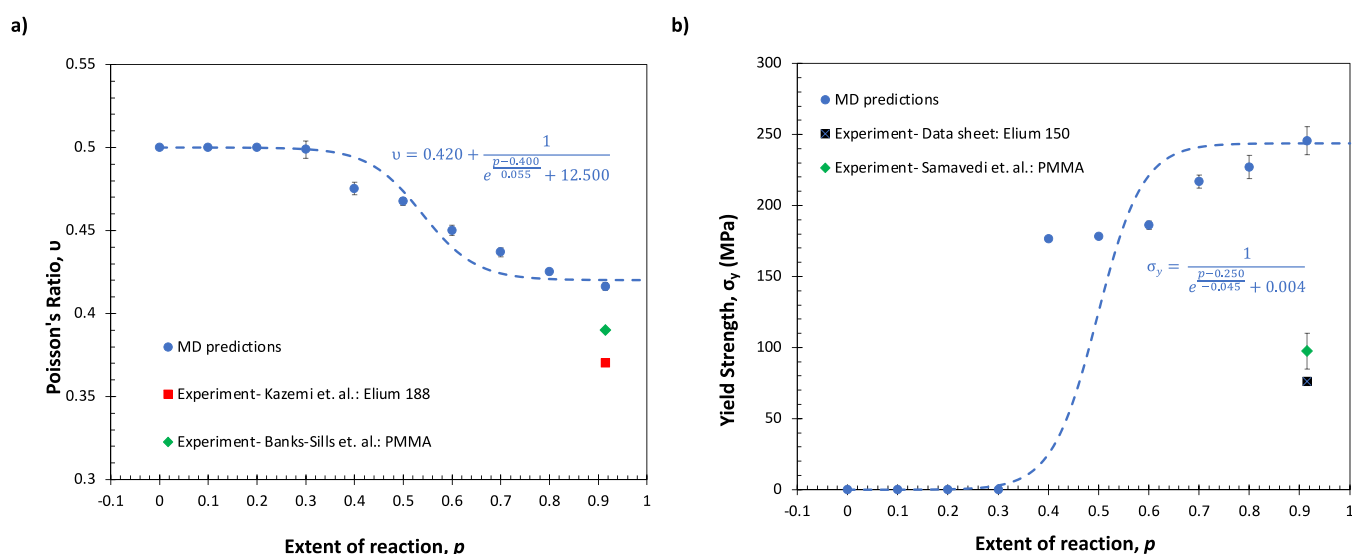 a)
0.55
0.5
0.45
0.4
0.35
0.3
Poisson's Ratio, υ
υ = 0.420 + 1 / (e^((p−0.400)/0.055) + 12.500)
MD predictions
Experiment- Kazemi et. al.: Elium 188
Experiment- Banks-Sills et. al.: PMMA
-0.1 0 0.1 0.2 0.3 0.4 0.5 0.6 0.7 0.8 0.9 1
Extent of reaction, p
b)
300
250
200
150
100
50
0
Yield Strength, σy (MPa)
MD predictions
Experiment- Data sheet: Elium 150
Experiment- Samavedi et. al.: PMMA
σy = 1 / (e^((p−0.250)/−0.045) + 0.004)
-0.1 0 0.1 0.2 0.3 0.4 0.5 0.6 0.7 0.8 0.9 1
Extent of reaction, p